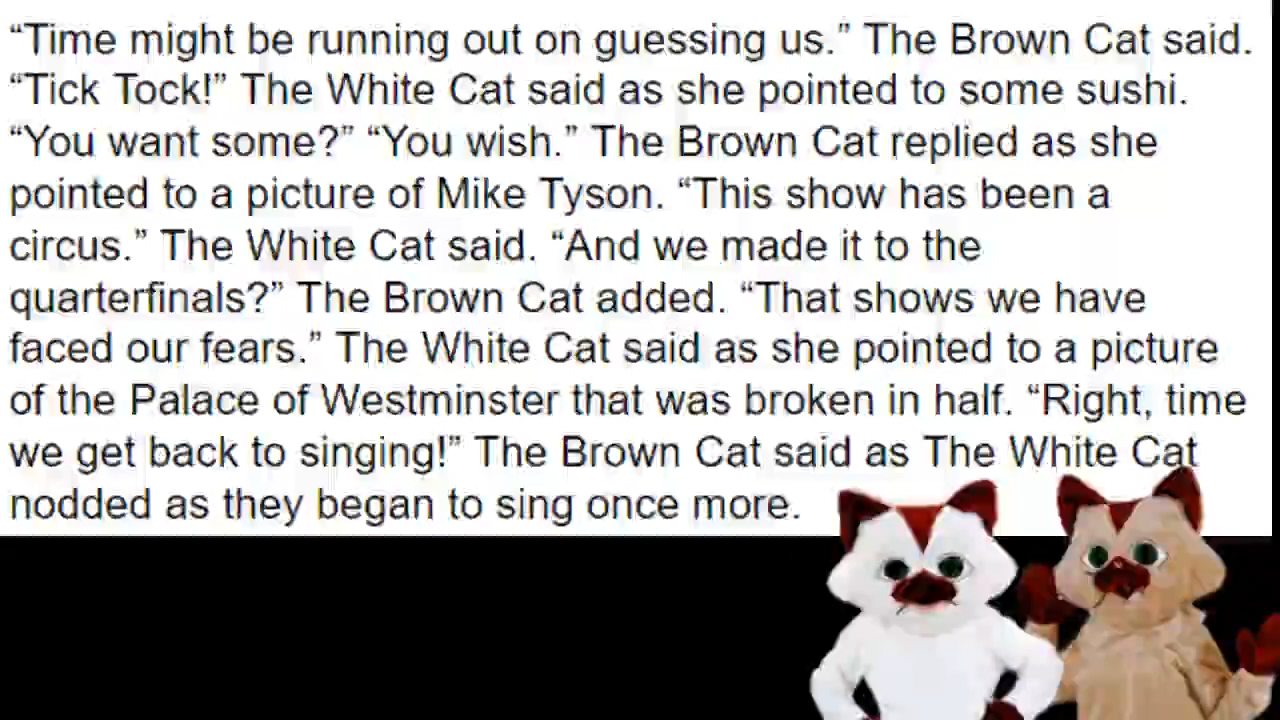 “Time might be running out on guessing us.” The Brown Cat said.
“Tick Tock!” The White Cat said as she pointed to some sushi.
“You want some?” “You wish.” The Brown Cat replied as she
pointed to a picture of Mike Tyson. “This show has been a
circus.” The White Cat said. “And we made it to the
quarterfinals?” The Brown Cat added. “That shows we have
faced our fears.” The White Cat said as she pointed to a picture
of the Palace of Westminster that was broken in half. “Right, time
we get back to singing!” The Brown Cat said as The White Cat
nodded as they began to sing once more.